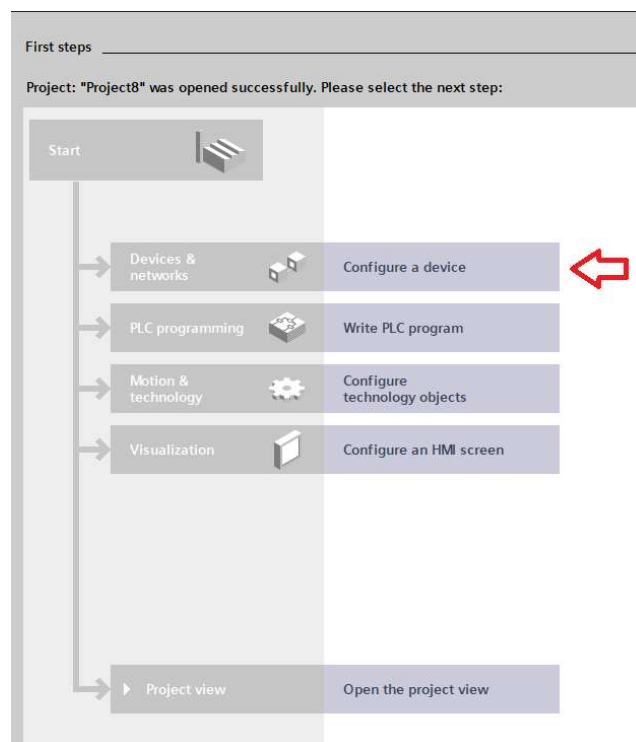 First steps
Project: "Project8" was opened successfully. Please select the next step:
Start
Devices &
networks
Configure a device
PLC programming
Write PLC program
Motion &
technology
Configure
technology objects
Visualization
Configure an HMI screen
Project view
Open the project view